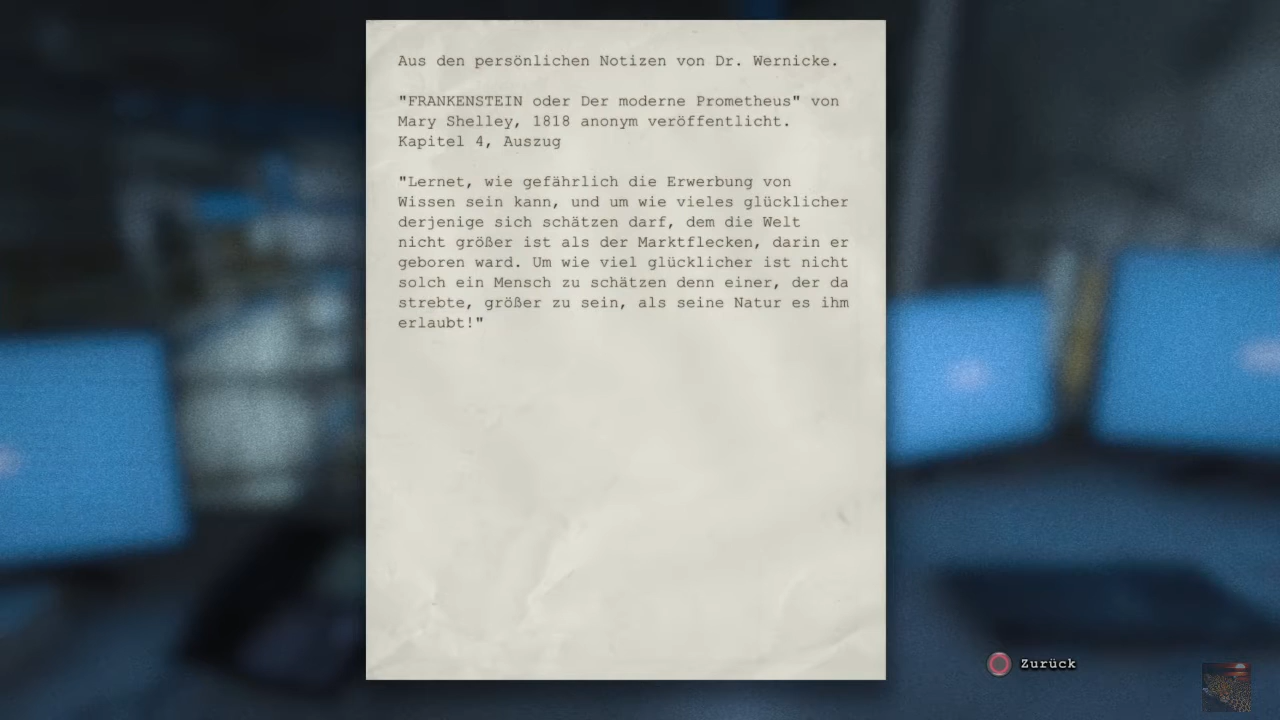 Aus den persönlichen Notizen von Dr. Wernicke.
"FRANKENSTEIN oder Der moderne Prometheus" von
Mary Shelley, 1818 anonym veröffentlicht.
Kapitel 4, Auszug
"Lernet, wie gefährlich die Erwerbung von
Wissen sein kann, und um wie vieles glücklicher
derjenige sich schätzen darf, dem die Welt
nicht größer ist als der Marktflecken, darin er
geboren ward. Um wie viel glücklicher ist nicht
solch ein Mensch zu schätzen denn einer, der da
strebte, größer zu sein, als seine Natur es ihm
erlaubt!"
Zurück